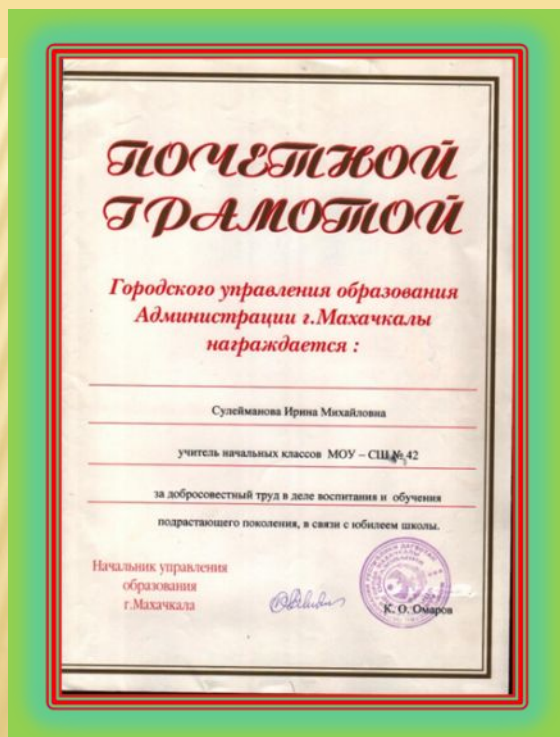 ПОЧЕТНОЙ
ГРАМОТОЙ
Городского управления образования
Администрации г.Махачкалы
награждается :
Сулейманова Ирина Михайловна
учитель начальных классов МОУ – СШ № 42
за добросовестный труд в деле воспитания и обучения
подрастающего поколения, в связи с юбилеем школы.
Начальник управления
образования
г.Махачкала
К. О. Омаров